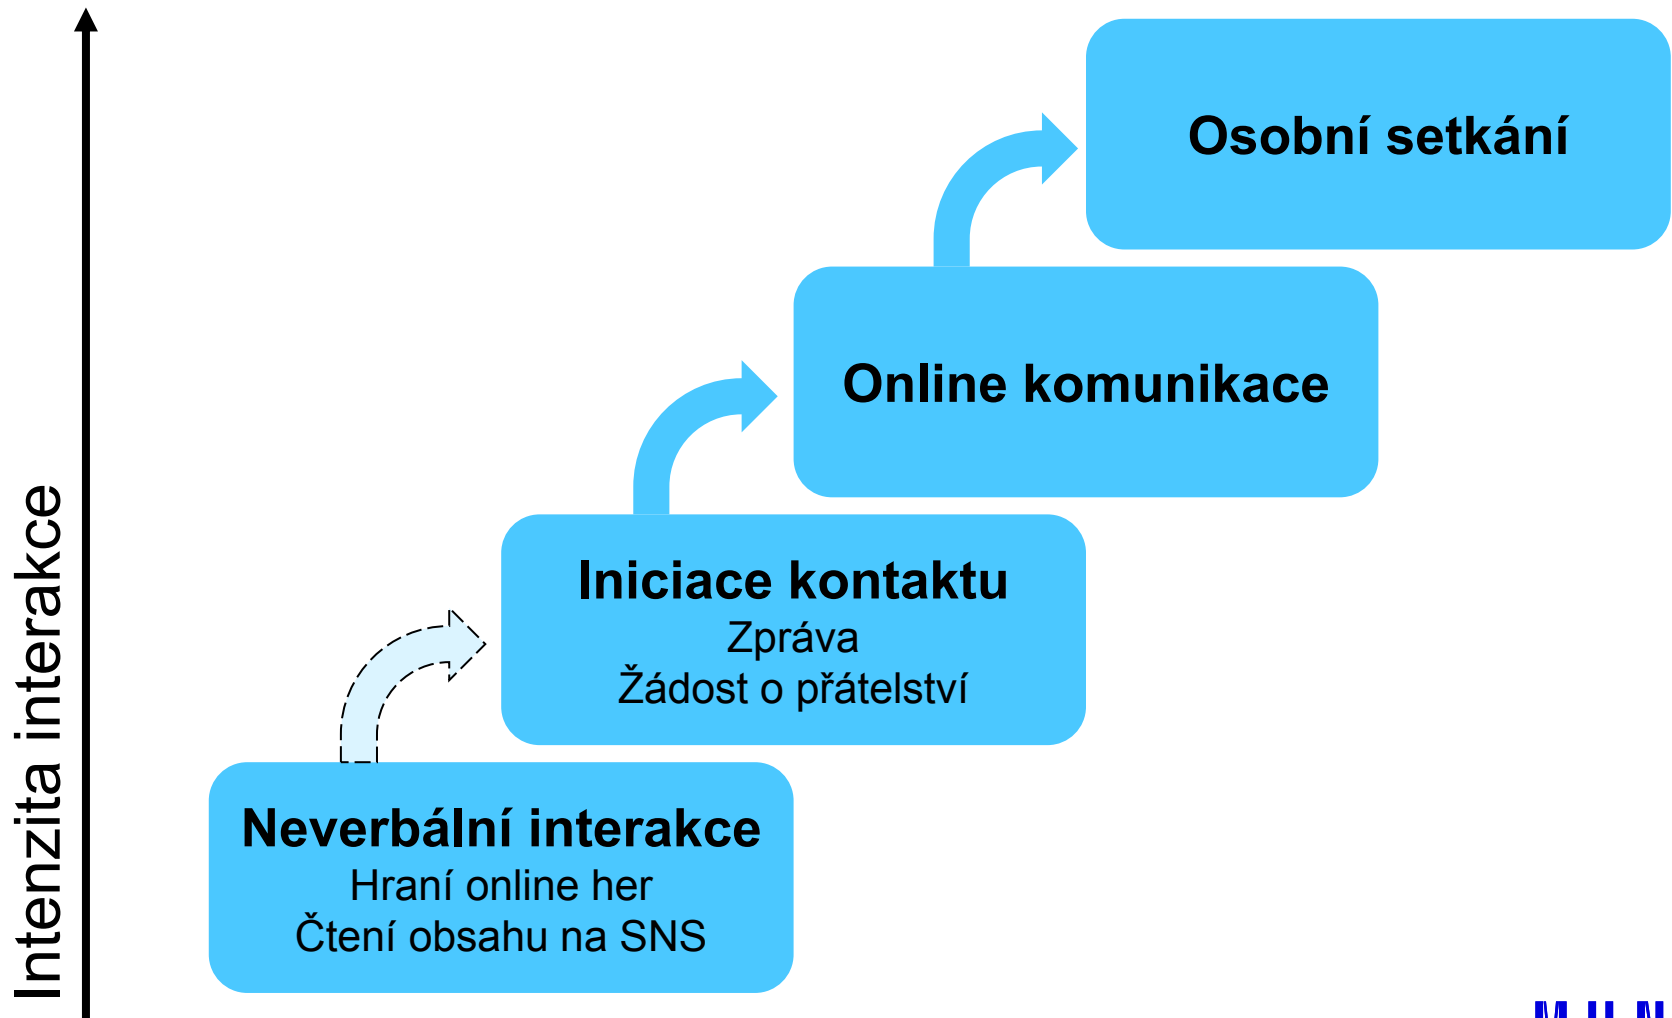 Osobní setkání
Online komunikace
Iniciace kontaktu
Zpráva
Žádost o přátelství
Neverbální interakce
Hraní online her
Čtení obsahu na SNS
Intenzita interakce